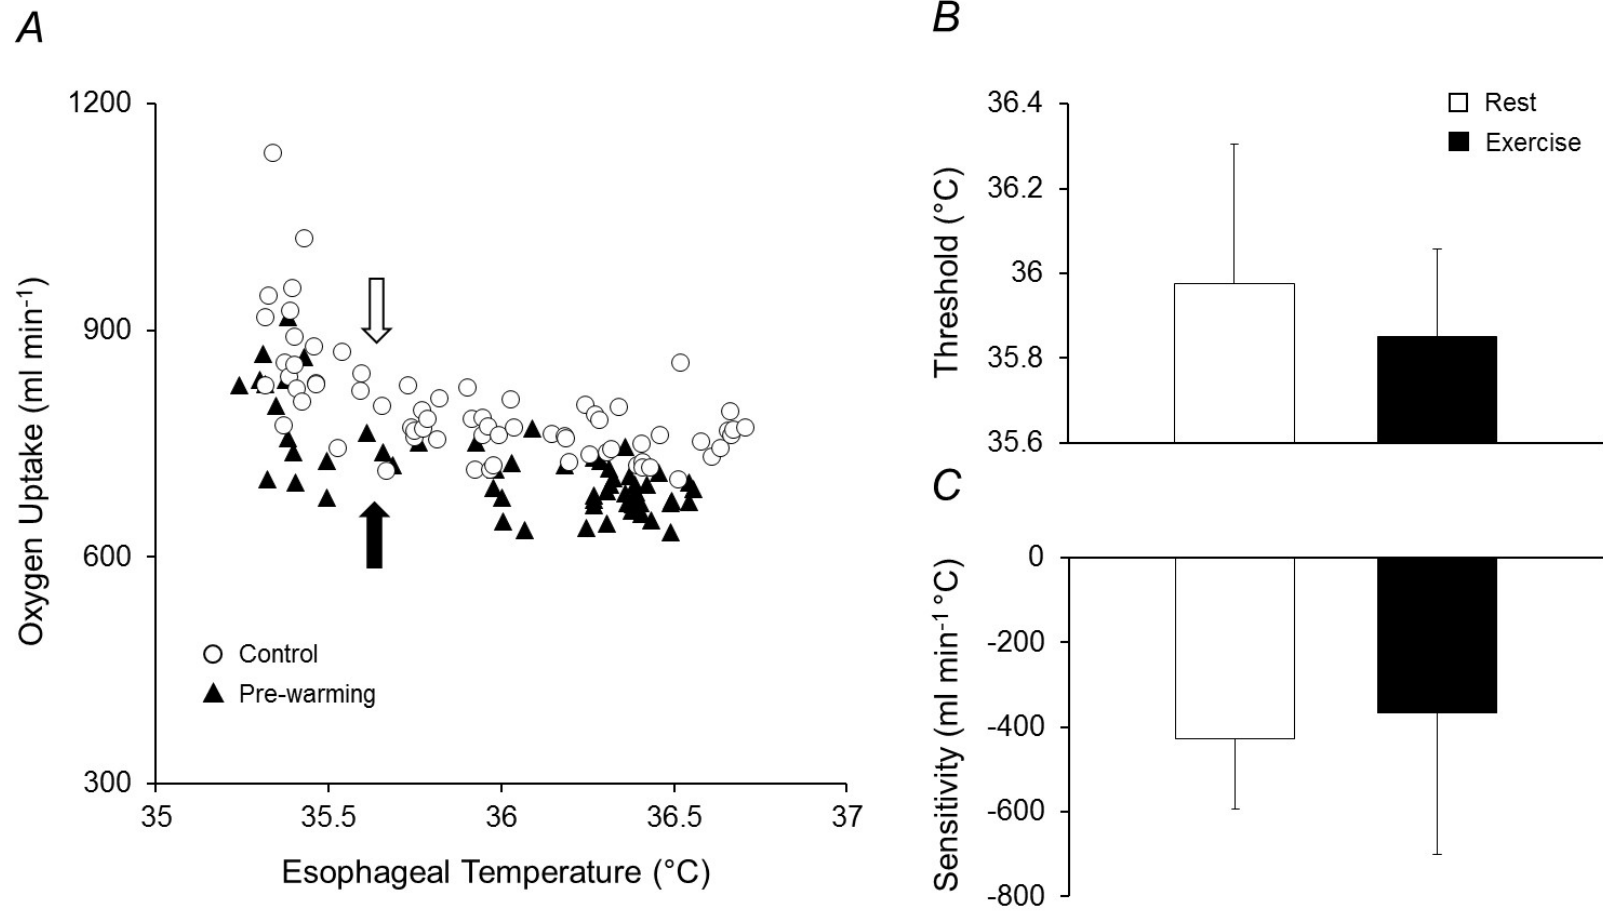 A
1200
900
600
300
35
35.5
36
36.5
37
Oxygen Uptake (ml min-1)
Esophageal Temperature (°C)
Control
Pre-warming
B
36.4
36.2
36
35.8
35.6
Threshold (°C)
Rest
Exercise
C
0
-200
-400
-600
-800
Sensitivity (ml min-1 °C)